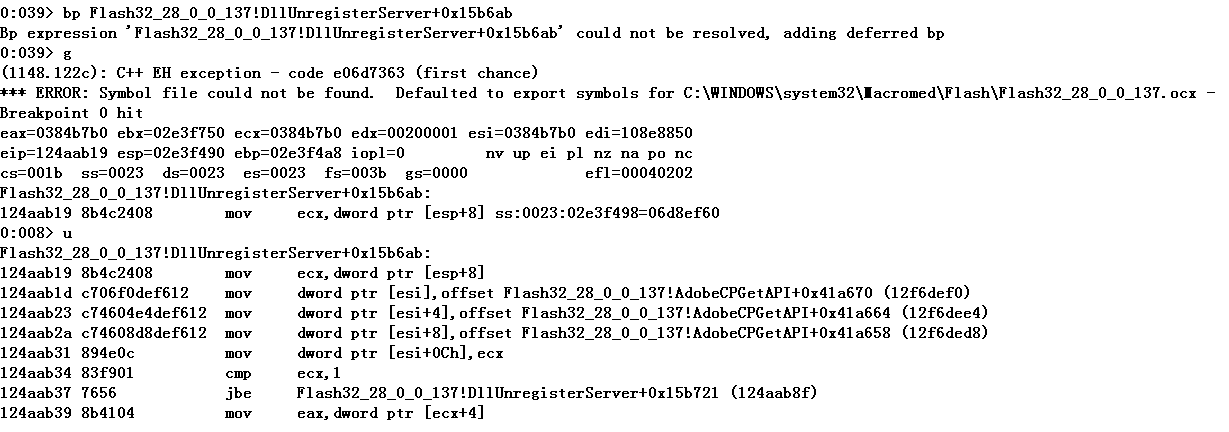 0:039> bp Flash32_28_0_0_137!DllUnregisterServer+0x15b6ab
Bp expression 'Flash32_28_0_0_137!DllUnregisterServer+0x15b6ab' could not be resolved, adding deferred bp
0:039> g
(1148.122c): C++ EH exception - code e06d7363 (first chance)
*** ERROR: Symbol file could not be found.  Defaulted to export symbols for C:\WINDOWS\system32\Macromed\Flash\Flash32_28_0_0_137.ocx -
Breakpoint 0 hit
eax=0384b7b0 ebx=02e3f750 ecx=0384b7b0 edx=00200001 esi=0384b7b0 edi=108e8850
eip=124aab19 esp=02e3f490 ebp=02e3f4a8 iopl=0         nv up ei pl nz na po nc
cs=001b  ss=0023  ds=0023  es=0023  fs=003b  gs=0000             efl=00040202
Flash32_28_0_0_137!DllUnregisterServer+0x15b6ab:
124aab19 8b4c2408        mov     ecx,dword ptr [esp+8] ss:0023:02e3f498=06d8ef60
0:008> u
Flash32_28_0_0_137!DllUnregisterServer+0x15b6ab:
124aab19 8b4c2408        mov     ecx,dword ptr [esp+8]
124aab1d c706f0def612    mov     dword ptr [esi],offset Flash32_28_0_0_137!AdobeCPGetAPI+0x41a670 (12f6def0)
124aab23 c74604e4def612  mov     dword ptr [esi+4],offset Flash32_28_0_0_137!AdobeCPGetAPI+0x41a664 (12f6dee4)
124aab2a c74608d8def612  mov     dword ptr [esi+8],offset Flash32_28_0_0_137!AdobeCPGetAPI+0x41a658 (12f6ded8)
124aab31 894e0c          mov     dword ptr [esi+0Ch],ecx
124aab34 83f901          cmp     ecx,1
124aab37 7656            jbe     Flash32_28_0_0_137!DllUnregisterServer+0x15b721 (124aab8f)
124aab39 8b4104          mov     eax,dword ptr [ecx+4]